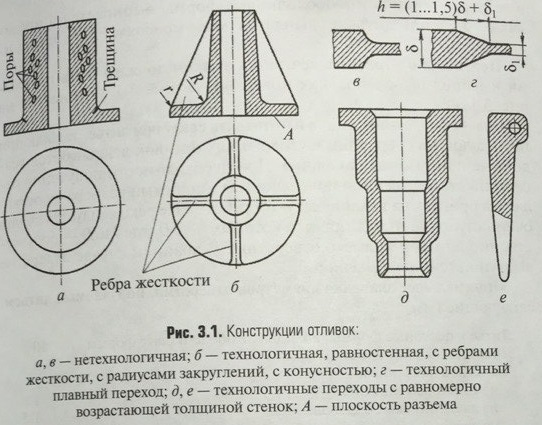 h = (1...1,5)δ + δ₁
Поры
Трещина
r
R
A
δ
δ₁
в
г
Ребра жесткости
а
б
д
е
Рис. 3.1. Конструкции отливок:
а, в — нетехнологичная; б — технологичная, равностенная, с ребрами
жесткости, с радиусами закруглений, с конусностью; г — технологичный
плавный переход; д, е — технологичные переходы с равномерно
возрастающей толщиной стенок; А — плоскость разъема